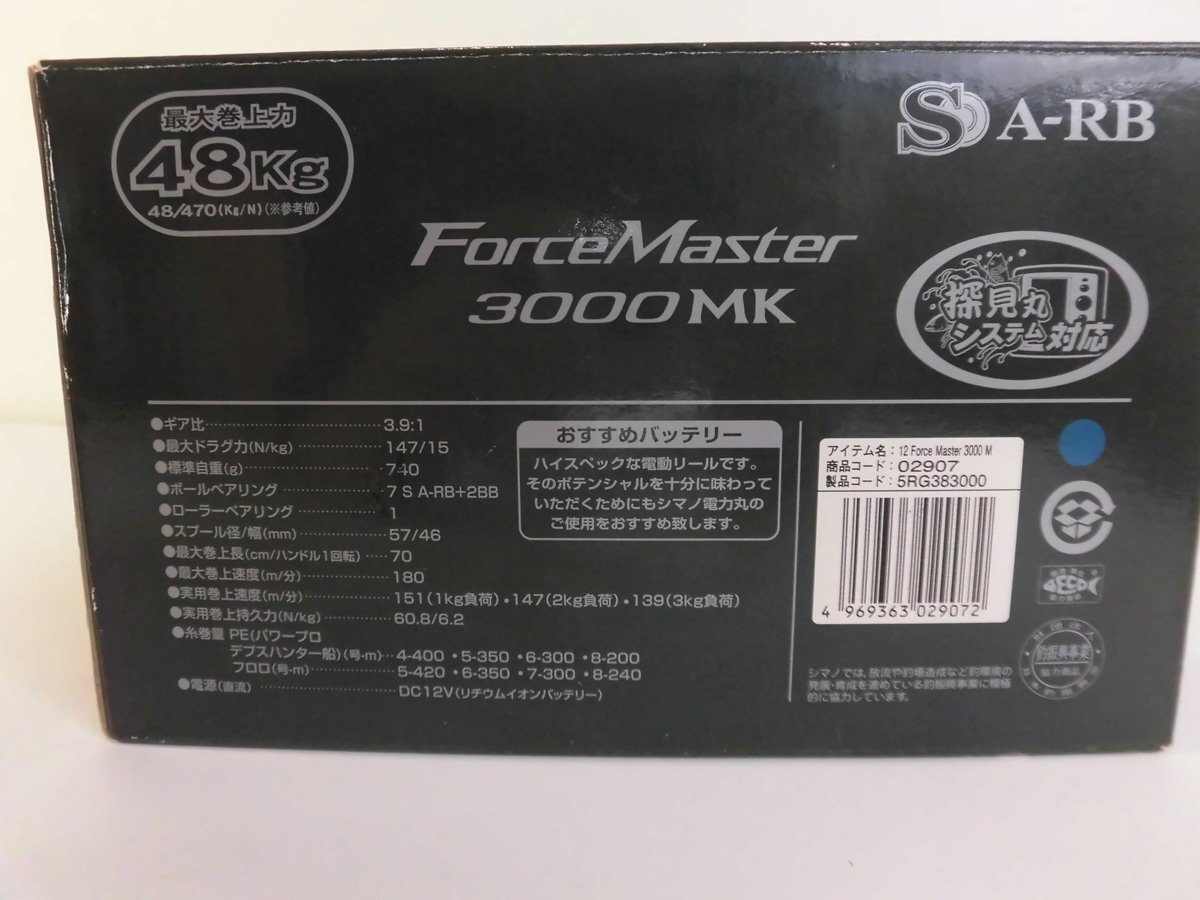 最大巻上力
48Kg
48/470(Kg/N)(※参考値)
S A-RB
ForceMaster
3000MK
探見丸
システム対応
●ギア比 3.9:1
●最大ドラグ力(N/kg) 147/15
●標準自重(g) 740
●ボールベアリング 7 S A-RB+2BB
●ローラーベアリング 1
●スプール径/幅(mm) 57/46
●最大巻上長(cm/ハンドル1回転) 70
●最大巻上速度(m/分) 180
●実用巻上速度(m/分) 151(1kg負荷)・147(2kg負荷)・139(3kg負荷)
●実用巻上持久力(N/kg) 60.8/6.2
●糸巻量 PE(パワープロ
デプスハンター船)(号-m) 4-400 ・5-350 ・6-300 ・8-200
フロロ(号-m) 5-420 ・6-350 ・7-300 ・8-240
●電源(直流) DC12V(リチウムイオンバッテリー)
おすすめバッテリー
ハイスペックな電動リールです。
そのポテンシャルを十分に味わって
いただくためにもシマノ電力丸の
ご使用をおすすめ致します。
アイテム名：12 Force Master 3000 M
商品コード：02907
製品コード：5RG383000
4 969363 029072
ECO
釣振興事業
協力商品
シマノでは、放流や釣場造成など釣環境の
発展・育成を進めている釣振興事業に積極
的に協力しています。